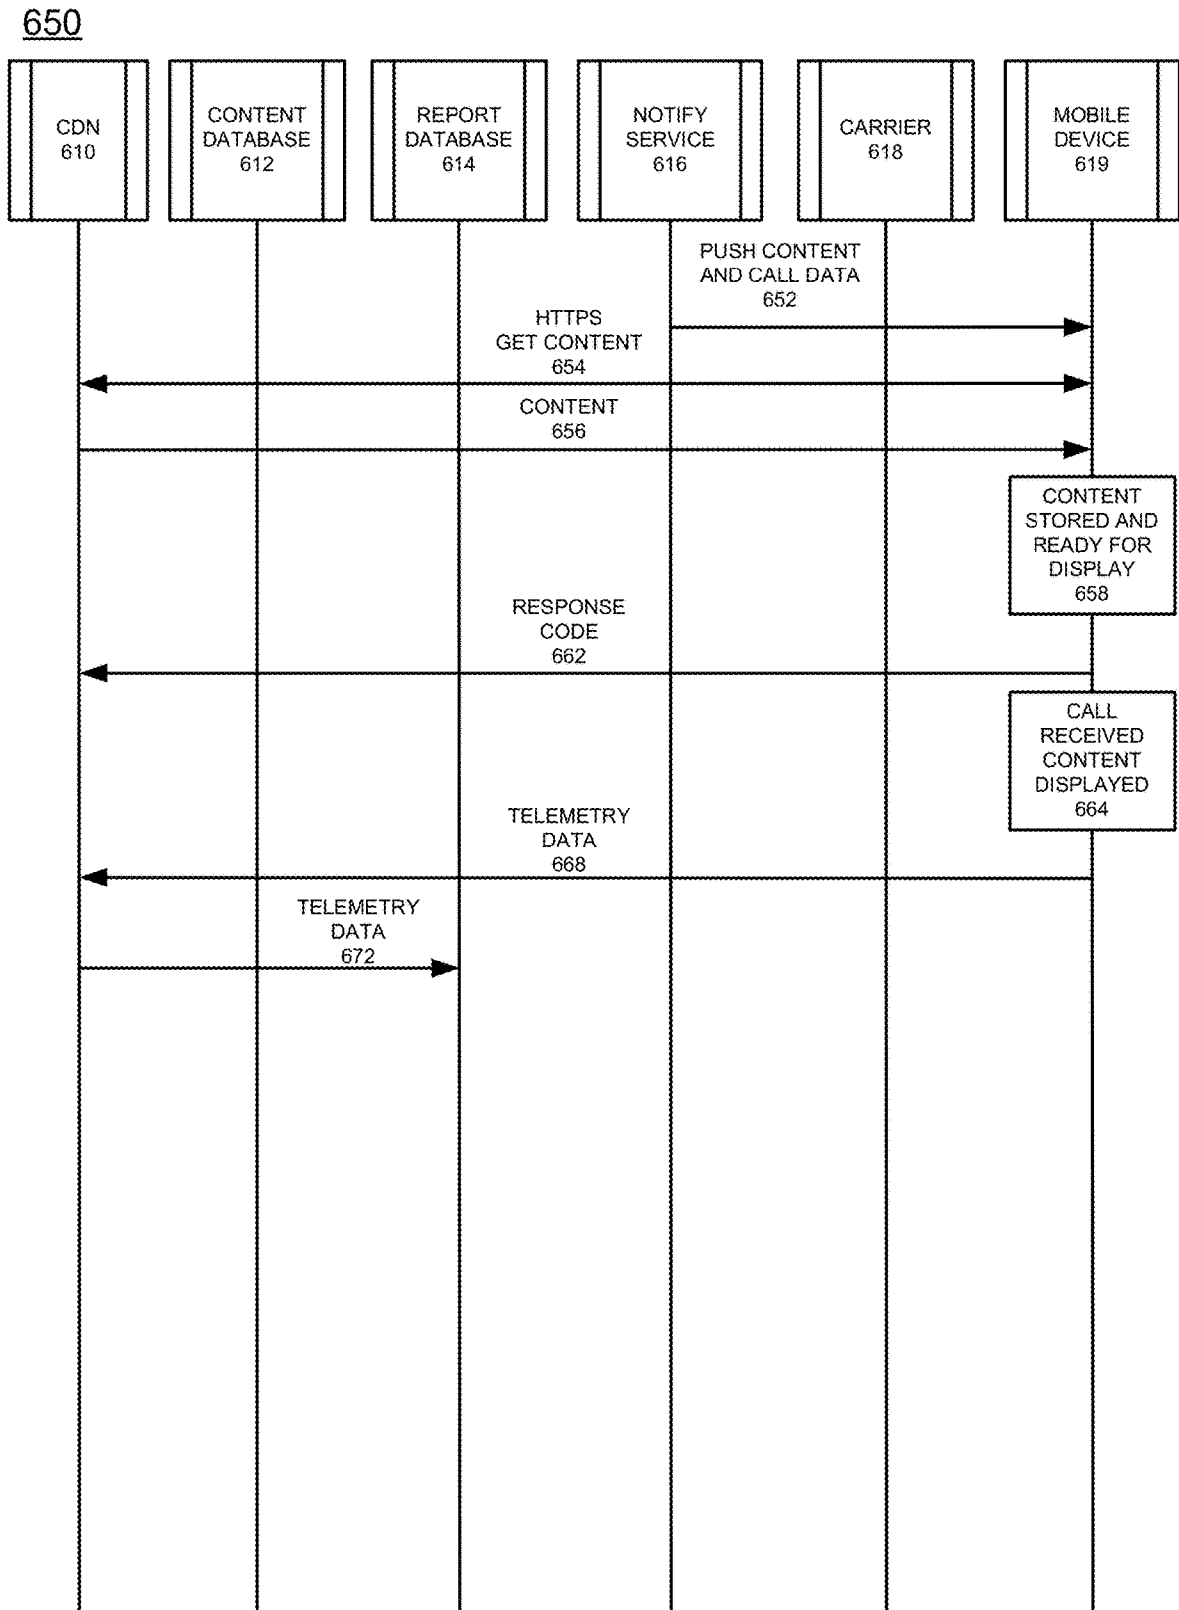 650
CDN
610
CONTENT
DATABASE
612
REPORT
DATABASE
614
NOTIFY
SERVICE
616
CARRIER
618
MOBILE
DEVICE
619
PUSH CONTENT
AND CALL DATA
652
HTTPS
GET CONTENT
654
CONTENT
656
CONTENT
STORED AND
READY FOR
DISPLAY
658
RESPONSE
CODE
662
CALL
RECEIVED
CONTENT
DISPLAYED
664
TELEMETRY
DATA
668
TELEMETRY
DATA
672